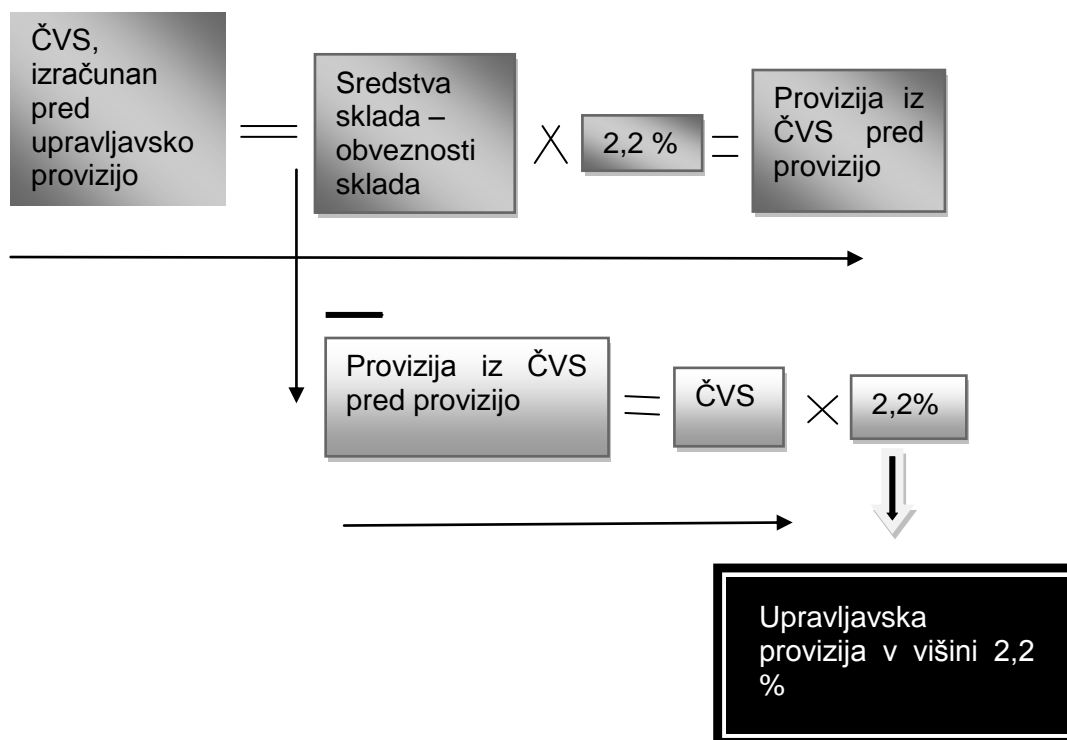 ČVS,
izračunan
pred
upravljavsko
provizijo
Sredstva
sklada –
obveznosti
sklada
2,2 %
Provizija iz
ČVS pred
provizijo
Provizija iz ČVS
pred provizijo
ČVS
2,2%
Upravljavska
provizija v višini 2,2
%